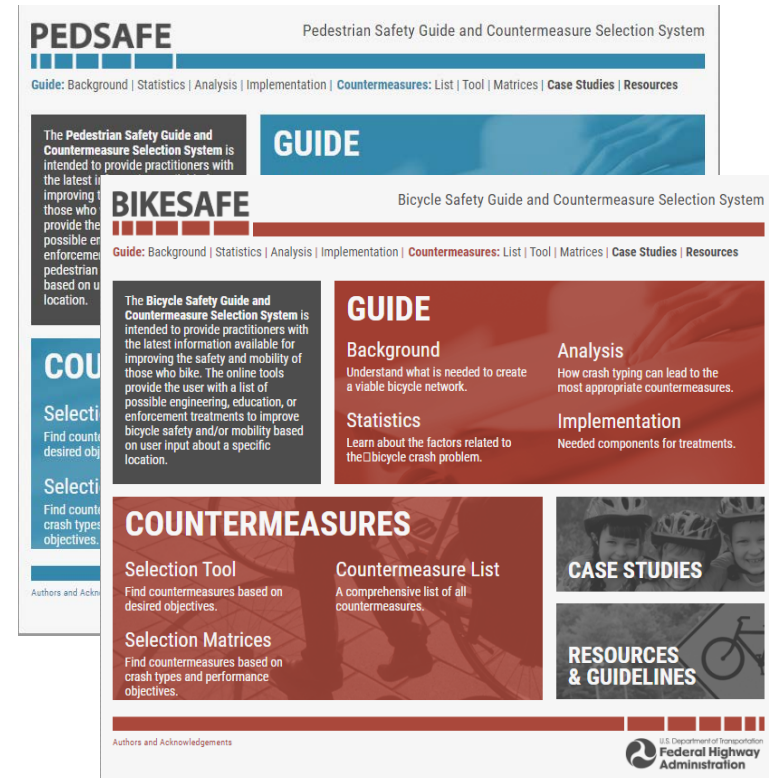 PEDSAFE
Pedestrian Safety Guide and Countermeasure Selection System
Guide: Background | Statistics | Analysis | Implementation | Countermeasures: List | Tool | Matrices | Case Studies | Resources
The Pedestrian Safety Guide and
Countermeasure Selection System is
intended to provide practitioners with
the latest
improving
those who
provide the
possible
enforcement
pedestrian
based on
location.
GUIDE
COU
Selecti
Find
desired
Selecti
Find
crash types
objectives.
Authors and
BIKESAFE
Bicycle Safety Guide and Countermeasure Selection System
Guide: Background | Statistics | Analysis | Implementation | Countermeasures: List | Tool | Matrices | Case Studies | Resources
The Bicycle Safety Guide and
Countermeasure Selection System is
intended to provide practitioners with
the latest information available for
improving the safety and mobility of
those who bike. The online tools
provide the user with a list of
possible engineering, education, or
enforcement treatments to improve
bicycle safety and/or mobility based
on user input about a specific
location.
GUIDE
Background
Understand what is needed to create
a viable bicycle network.
Statistics
Learn about the factors related to
the□bicycle crash problem.
Analysis
How crash typing can lead to the
most appropriate countermeasures.
Implementation
Needed components for treatments.
COUNTERMEASURES
Selection Tool
Find countermeasures based on
desired objectives.
Selection Matrices
Find countermeasures based on
crash types and performance
objectives.
Countermeasure List
A comprehensive list of all
countermeasures.
CASE STUDIES
RESOURCES
& GUIDELINES
Authors and Acknowledgements
U.S. Department of Transportation
Federal Highway
Administration